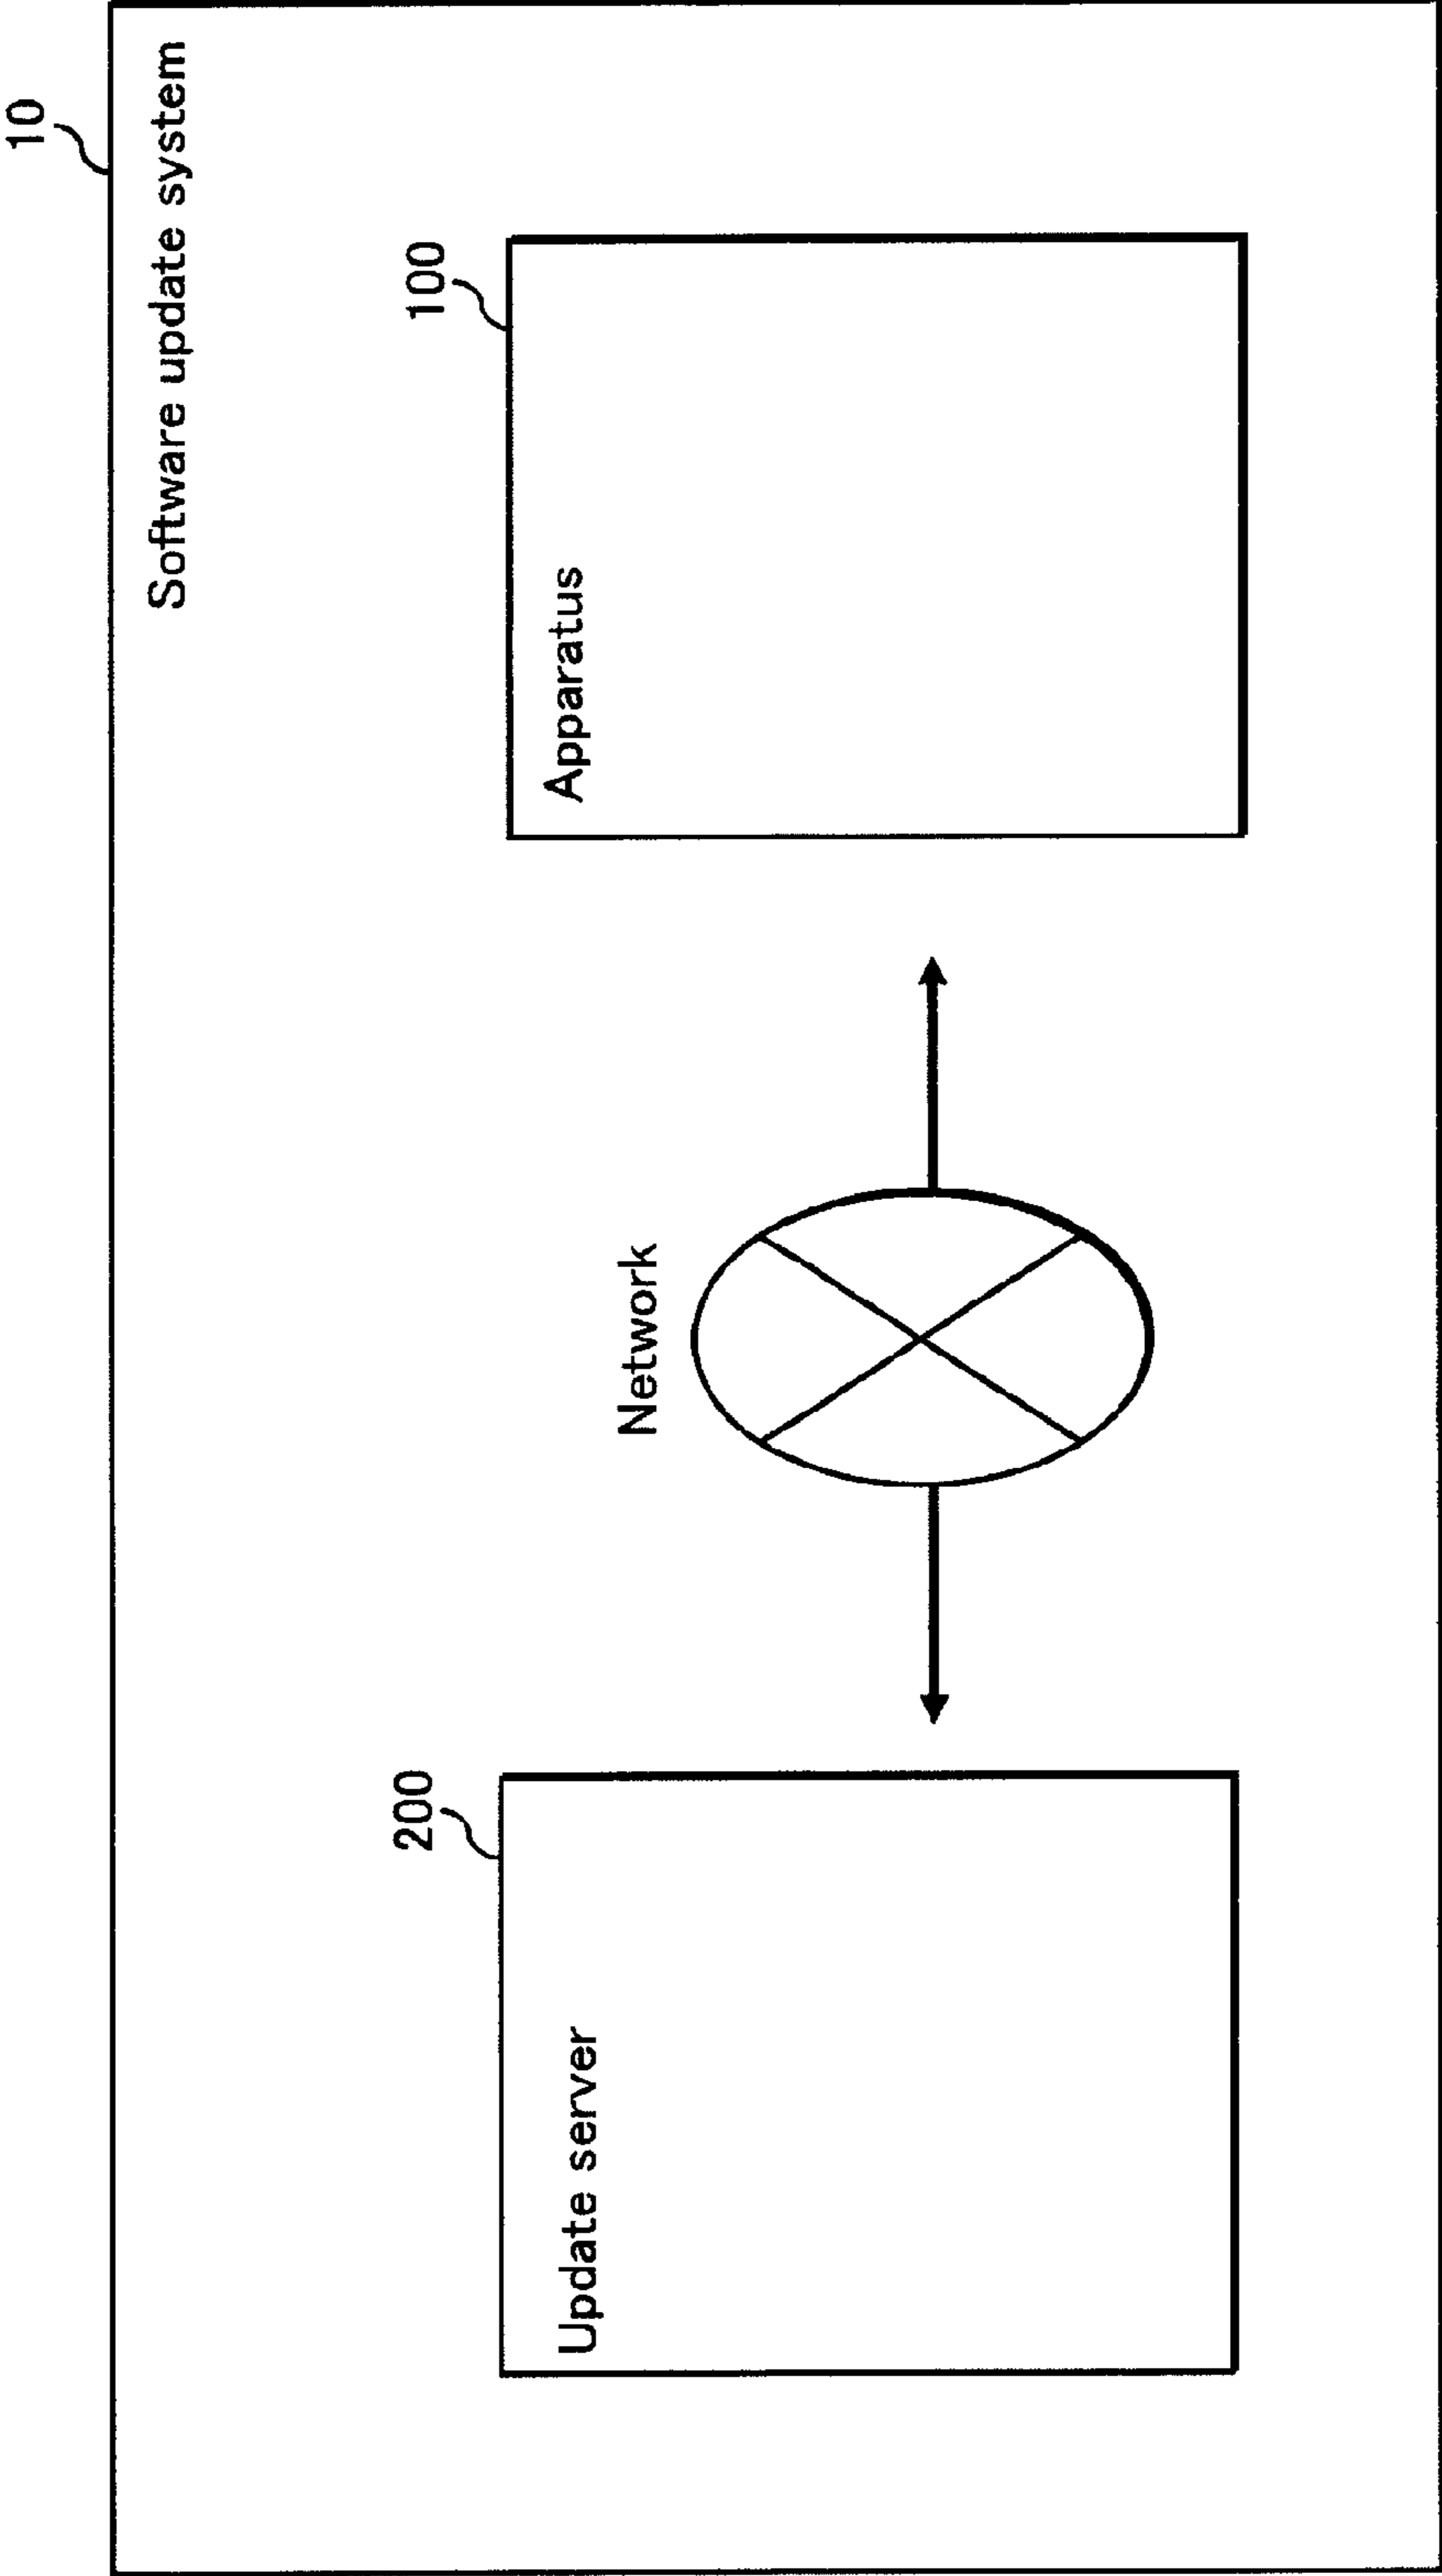 10
Software update system
200
Update server
Network
100
Apparatus